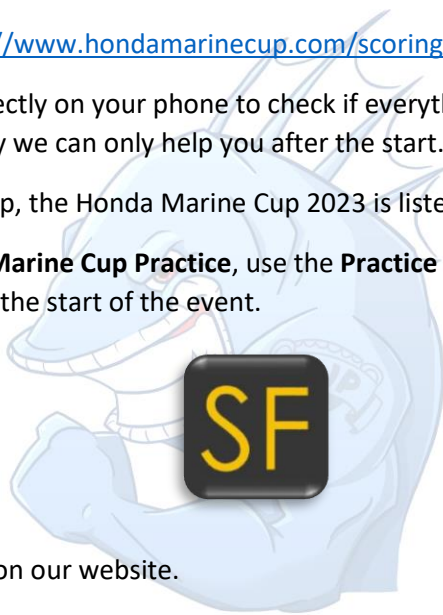 //www.hondamarinecup.com/scoring
ectly on your phone to check if everyth
y we can only help you after the start.
p, the Honda Marine Cup 2023 is liste
Marine Cup Practice, use the Practice
the start of the event.
SF
on our website.